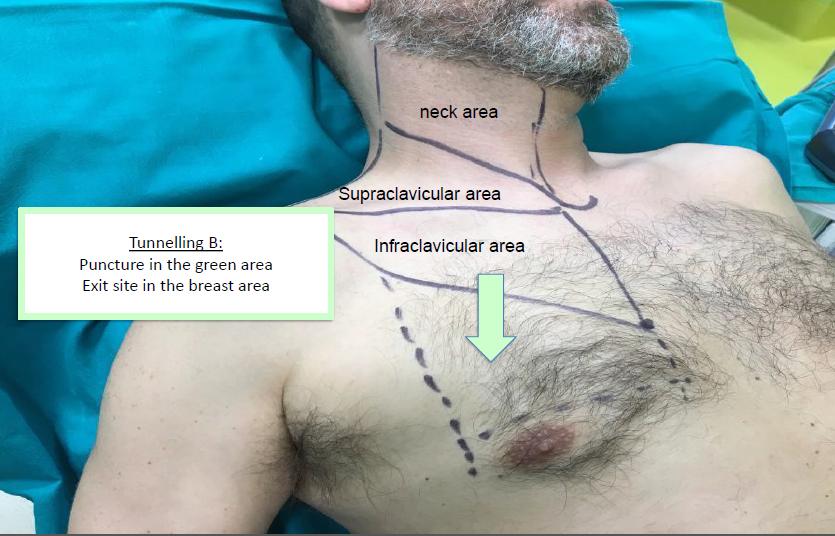 neck area
Supraclavicular area
Infraclavicular area
Tunnelling B:
Puncture in the green area
Exit site in the breast area